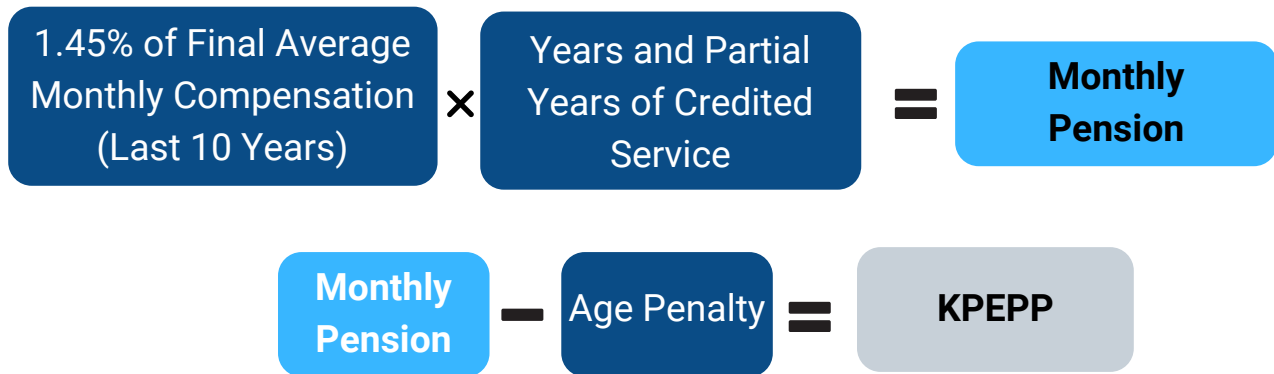 1.45% of Final Average
Monthly Compensation
(Last 10 Years)
×
Years and Partial
Years of Credited
Service
=
Monthly
Pension
Monthly
Pension
−
Age Penalty
=
KPEPP